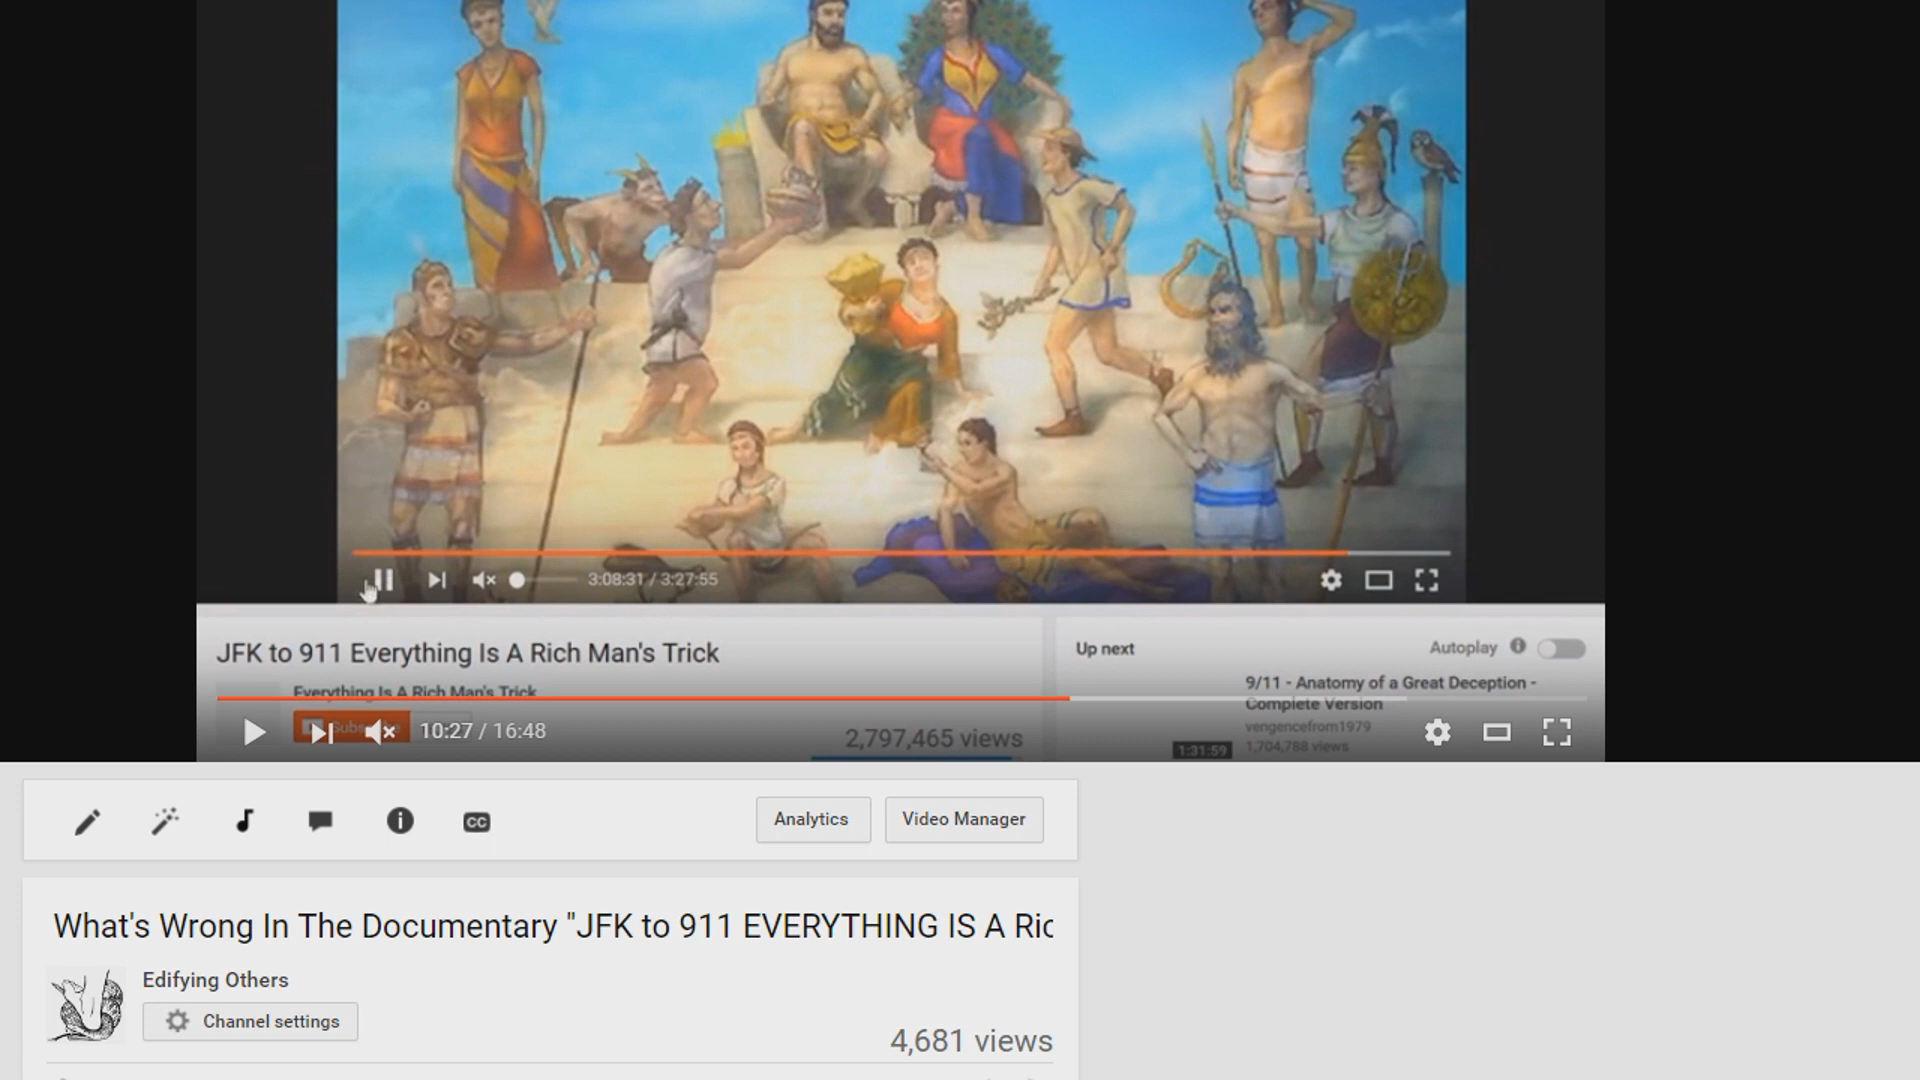 3:08:31 / 3:27:55
JFK to 911 Everything Is A Rich Man's Trick
Up next
Autoplay
Everything Is A Rich Man's Trick
9/11 - Anatomy of a Great Deception -
Complete Version
vengencefrom1979
1,704,788 views
1:31:59
10:27 / 16:48
2,797,465 views
CC
Analytics
Video Manager
What's Wrong In The Documentary "JFK to 911 EVERYTHING IS A Ric
Edifying Others
Channel settings
4,681 views